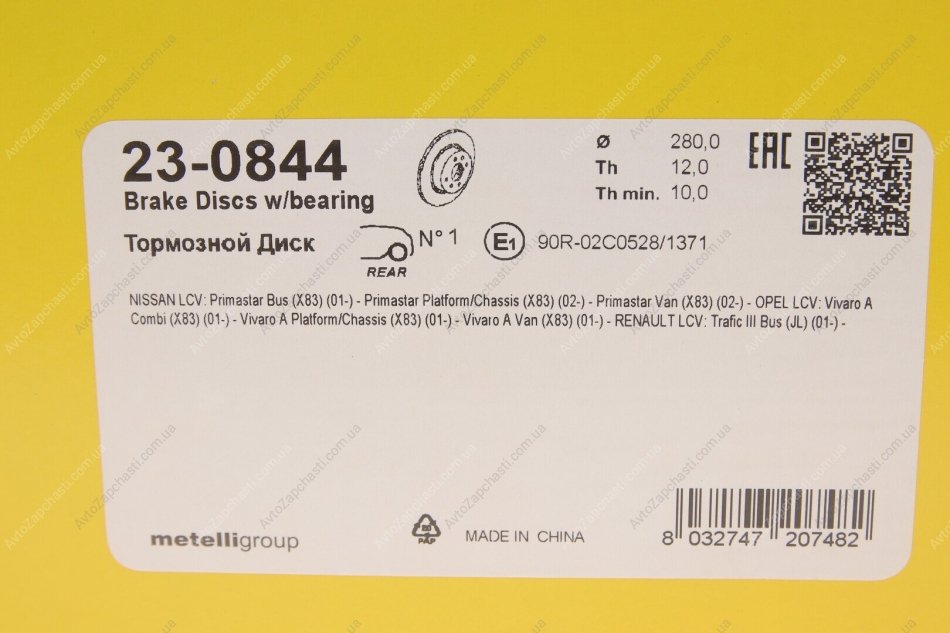 23-0844
Brake Discs w/bearing
Тормозной Диск
REAR
N° 1
Ø 280,0
Th 12,0
Th min. 10,0
EAC
E1 90R-02C0528/1371
NISSAN LCV: Primastar Bus (X83) (01-) - Primastar Platform/Chassis (X83) (02-) - Primastar Van (X83) (02-) - OPEL LCV: Vivaro A
Combi (X83) (01-) - Vivaro A Platform/Chassis (X83) (01-) - Vivaro A Van (X83) (01-) - RENAULT LCV: Trafic III Bus (JL) (01-) -
metelligroup
20
PAP
MADE IN CHINA
8 032747 207482
AvtoZapchasti.com.ua